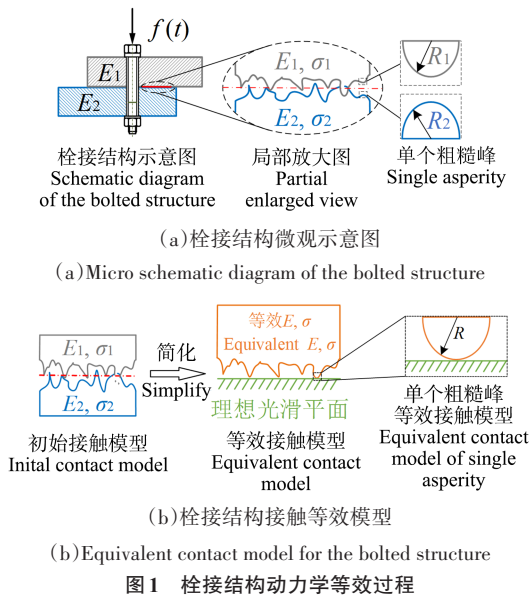 f(t)
E1
E2
E1, σ1
E2, σ2
R1
R2
栓接结构示意图
Schematic diagram
of the bolted structure
局部放大图
Partial
enlarged view
单个粗糙峰
Single asperity
(a)栓接结构微观示意图
(a)Micro schematic diagram of the bolted structure
E1, σ1
E2, σ2
简化
Simplify
等效E, σ
Equivalent E, σ
理想光滑平面
R
初始接触模型
Inital contact model
等效接触模型
Equivalent contact
model
单个粗糙峰
等效接触模型
Equivalent contact
model of single
asperity
(b)栓接结构接触等效模型
(b)Equivalent contact model for the bolted structure
图1 栓接结构动力学等效过程